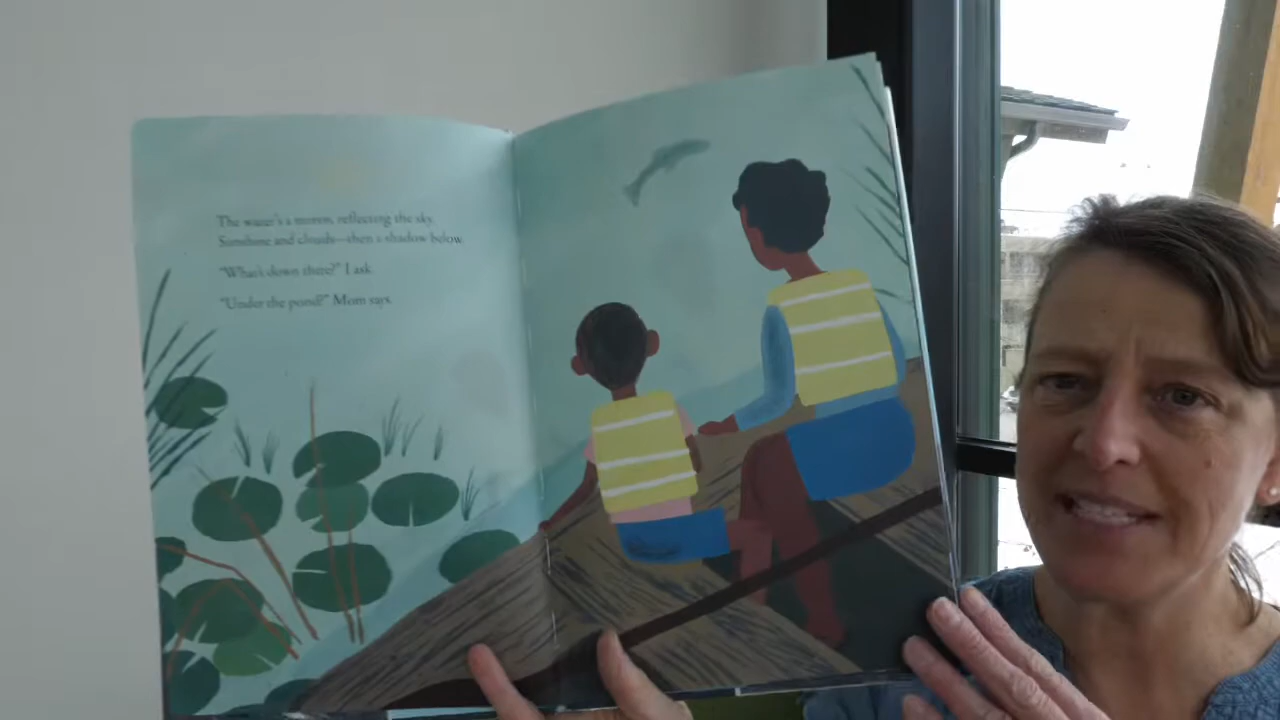 The water's a mirror, reflecting the sky.
Sunshine and clouds—then a shadow below.
"What's down there?" I ask.
"Under the pond?" Mom says.